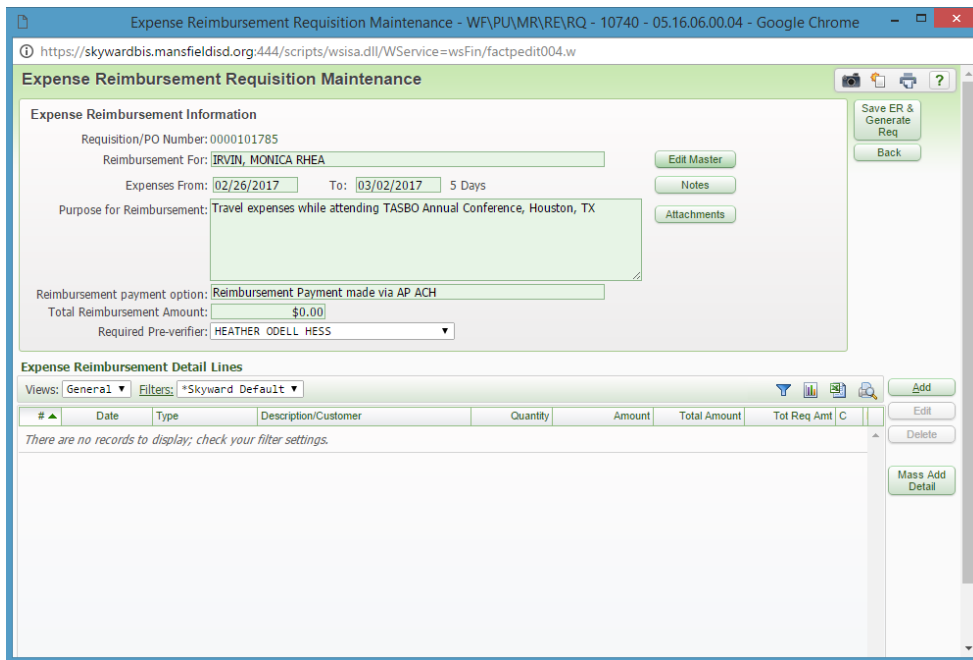 Expense Reimbursement Requisition Maintenance - WF\PU\MR\RE\RQ - 10740 - 05.16.06.00.04 - Google Chrome
https://skywardbis.mansfieldisd.org:444/scripts/wsisa.dll/WService=wsFin/factpedit004.w
Expense Reimbursement Requisition Maintenance
?
Expense Reimbursement Information
Save ER & Generate Req
Requisition/PO Number: 0000101785
Back
Reimbursement For: IRVIN, MONICA RHEA
Edit Master
Expenses From: 02/26/2017 To: 03/02/2017 5 Days
Notes
Purpose for Reimbursement: Travel expenses while attending TASBO Annual Conference, Houston, TX
Attachments
Reimbursement payment option: Reimbursement Payment made via AP ACH
Total Reimbursement Amount: $0.00
Required Pre-verifier: HEATHER ODELL HESS
Expense Reimbursement Detail Lines
Views: General Filters: *Skyward Default
Add
# Date Type Description/Customer Quantity Amount Total Amount Tot Req Amt C
Edit
There are no records to display; check your filter settings.
Delete
Mass Add Detail